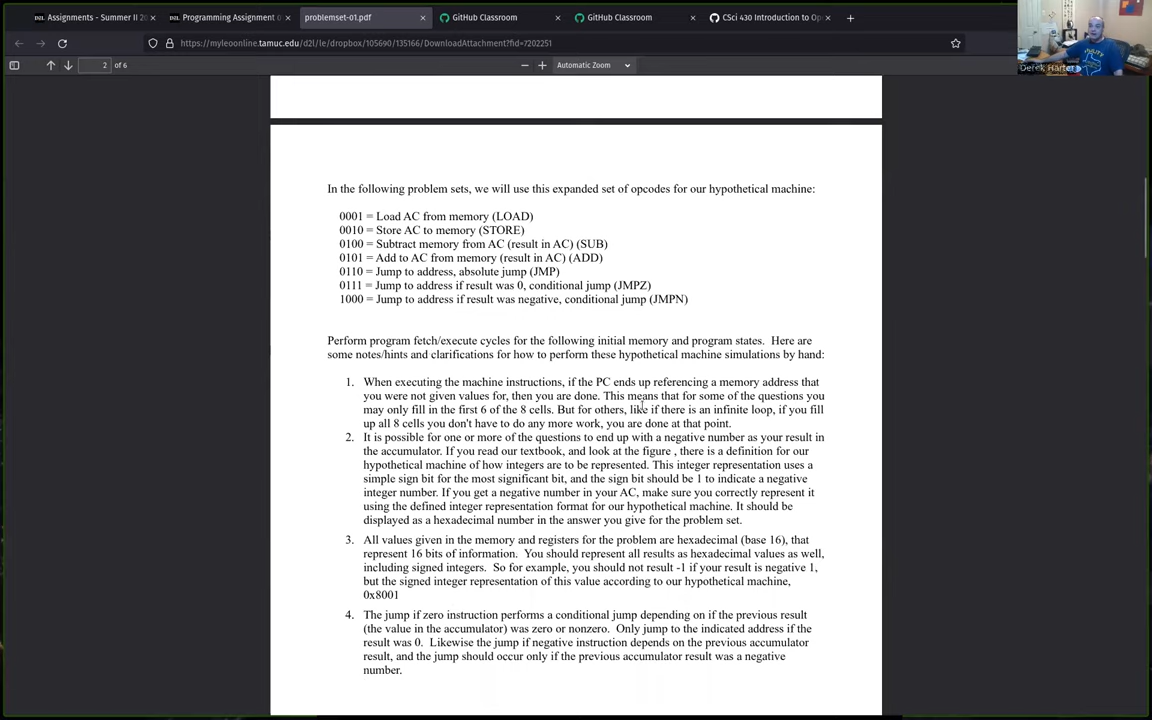 Assignments - Summer II 20
Programming Assignment
problemset-01.pdf
GitHub Classroom
GitHub Classroom
CSci 430 Introduction to Op
https://myleoonline.tamuc.edu/d2l/le/dropbox/105690/135166/DownloadAttachment?fid=7202251
2 of 6
Automatic Zoom
Derek Harter
In the following problem sets, we will use this expanded set of opcodes for our hypothetical machine:
0001 = Load AC from memory (LOAD)
0010 = Store AC to memory (STORE)
0100 = Subtract memory from AC (result in AC) (SUB)
0101 = Add to AC from memory (result in AC) (ADD)
0110 = Jump to address, absolute jump (JMP)
0111 = Jump to address if result was 0, conditional jump (JMPZ)
1000 = Jump to address if result was negative, conditional jump (JMPN)
Perform program fetch/execute cycles for the following initial memory and program states. Here are
some notes/hints and clarifications for how to perform these hypothetical machine simulations by hand:
1. When executing the machine instructions, if the PC ends up referencing a memory address that
you were not given values for, then you are done. This means that for some of the questions you
may only fill in the first 6 of the 8 cells. But for others, like if there is an infinite loop, if you fill
up all 8 cells you don't have to do any more work, you are done at that point.
2. It is possible for one or more of the questions to end up with a negative number as your result in
the accumulator. If you read our textbook, and look at the figure , there is a definition for our
hypothetical machine of how integers are to be represented. This integer representation uses a
simple sign bit for the most significant bit, and the sign bit should be 1 to indicate a negative
integer number. If you get a negative number in your AC, make sure you correctly represent it
using the defined integer representation format for our hypothetical machine. It should be
displayed as a hexadecimal number in the answer you give for the problem set.
3. All values given in the memory and registers for the problem are hexadecimal (base 16), that
represent 16 bits of information. You should represent all results as hexadecimal values as well,
including signed integers. So for example, you should not result -1 if your result is negative 1,
but the signed integer representation of this value according to our hypothetical machine,
0x8001
4. The jump if zero instruction performs a conditional jump depending on if the previous result
(the value in the accumulator) was zero or nonzero. Only jump to the indicated address if the
result was 0. Likewise the jump if negative instruction depends on the previous accumulator
result, and the jump should occur only if the previous accumulator result was a negative
number.